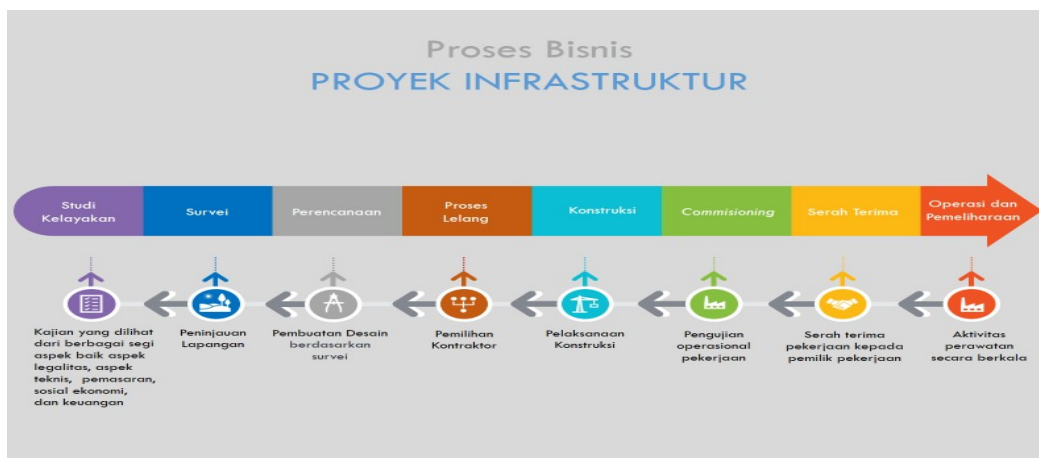 Proses Bisnis
PROYEK INFRASTRUKTUR
Studi
Kelayakan
Survei
Perencanaan
Proses
Lelang
Konstruksi
Commisioning
Serah Terima
Operasi dan
Pemeliharaan
Kajian yang dilihat
dari berbagai segi
aspek baik aspek
legalitas, aspek
teknis, pemasaran,
sosial ekonomi,
dan keuangan
Peninjauan
Lapangan
Pembuatan Desain
berdasarkan
survei
Pemilihan
Kontraktor
Pelaksanaan
Konstruksi
Pengujian
operasional
pekerjaan
Serah terima
pekerjaan kepada
pemilik pekerjaan
Aktivitas
perawatan
secara berkala